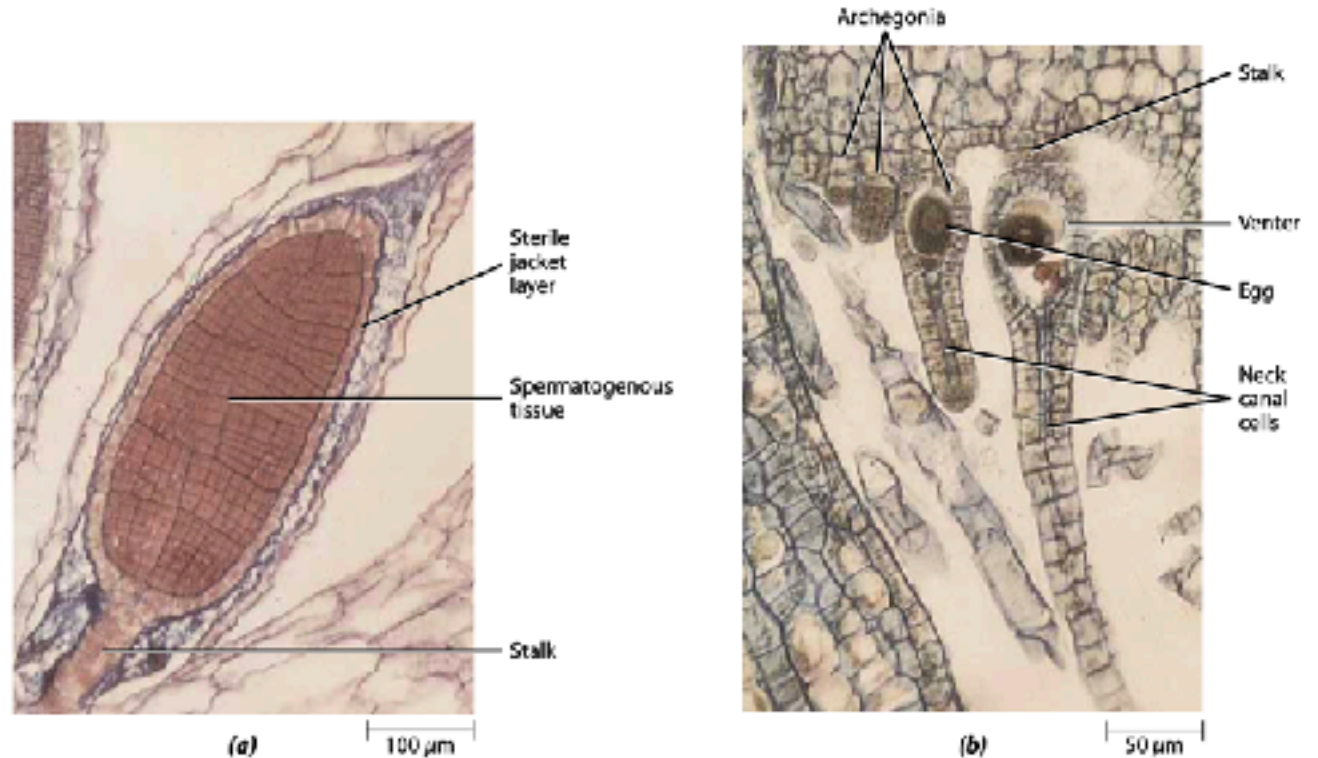 Archegonia
Stalk
Sterile
jacket
layer
Venter
Egg
Spermatogenous
tissue
Neck
canal
cells
Stalk
(a)
100 μm
(b)
50 μm